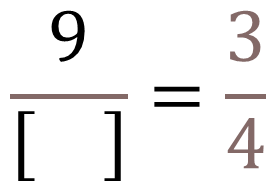 9/[ ] = 3/4